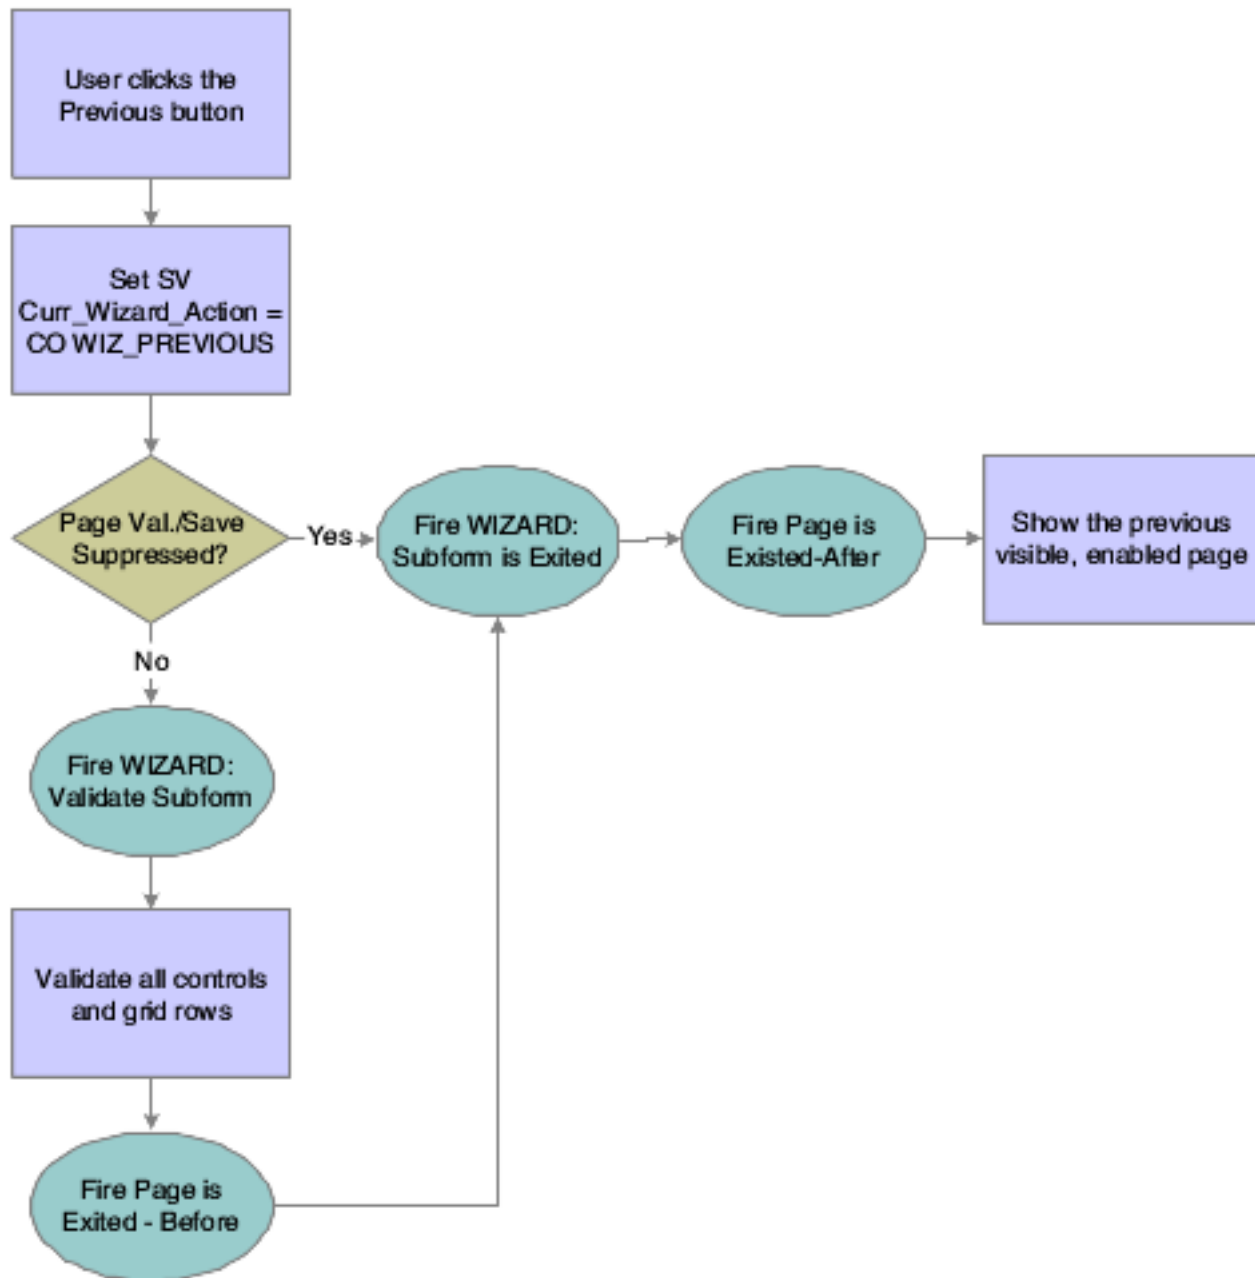 User clicks the
Previous button
Set SV
Curr_Wizard_Action =
CO WIZ_PREVIOUS
Page Val./Save
Suppressed?
Yes
Fire WIZARD:
Subform is Exited
Fire Page is
Existed-After
Show the previous
visible, enabled page
No
Fire WIZARD:
Validate Subform
Validate all controls
and grid rows
Fire Page is
Exited - Before